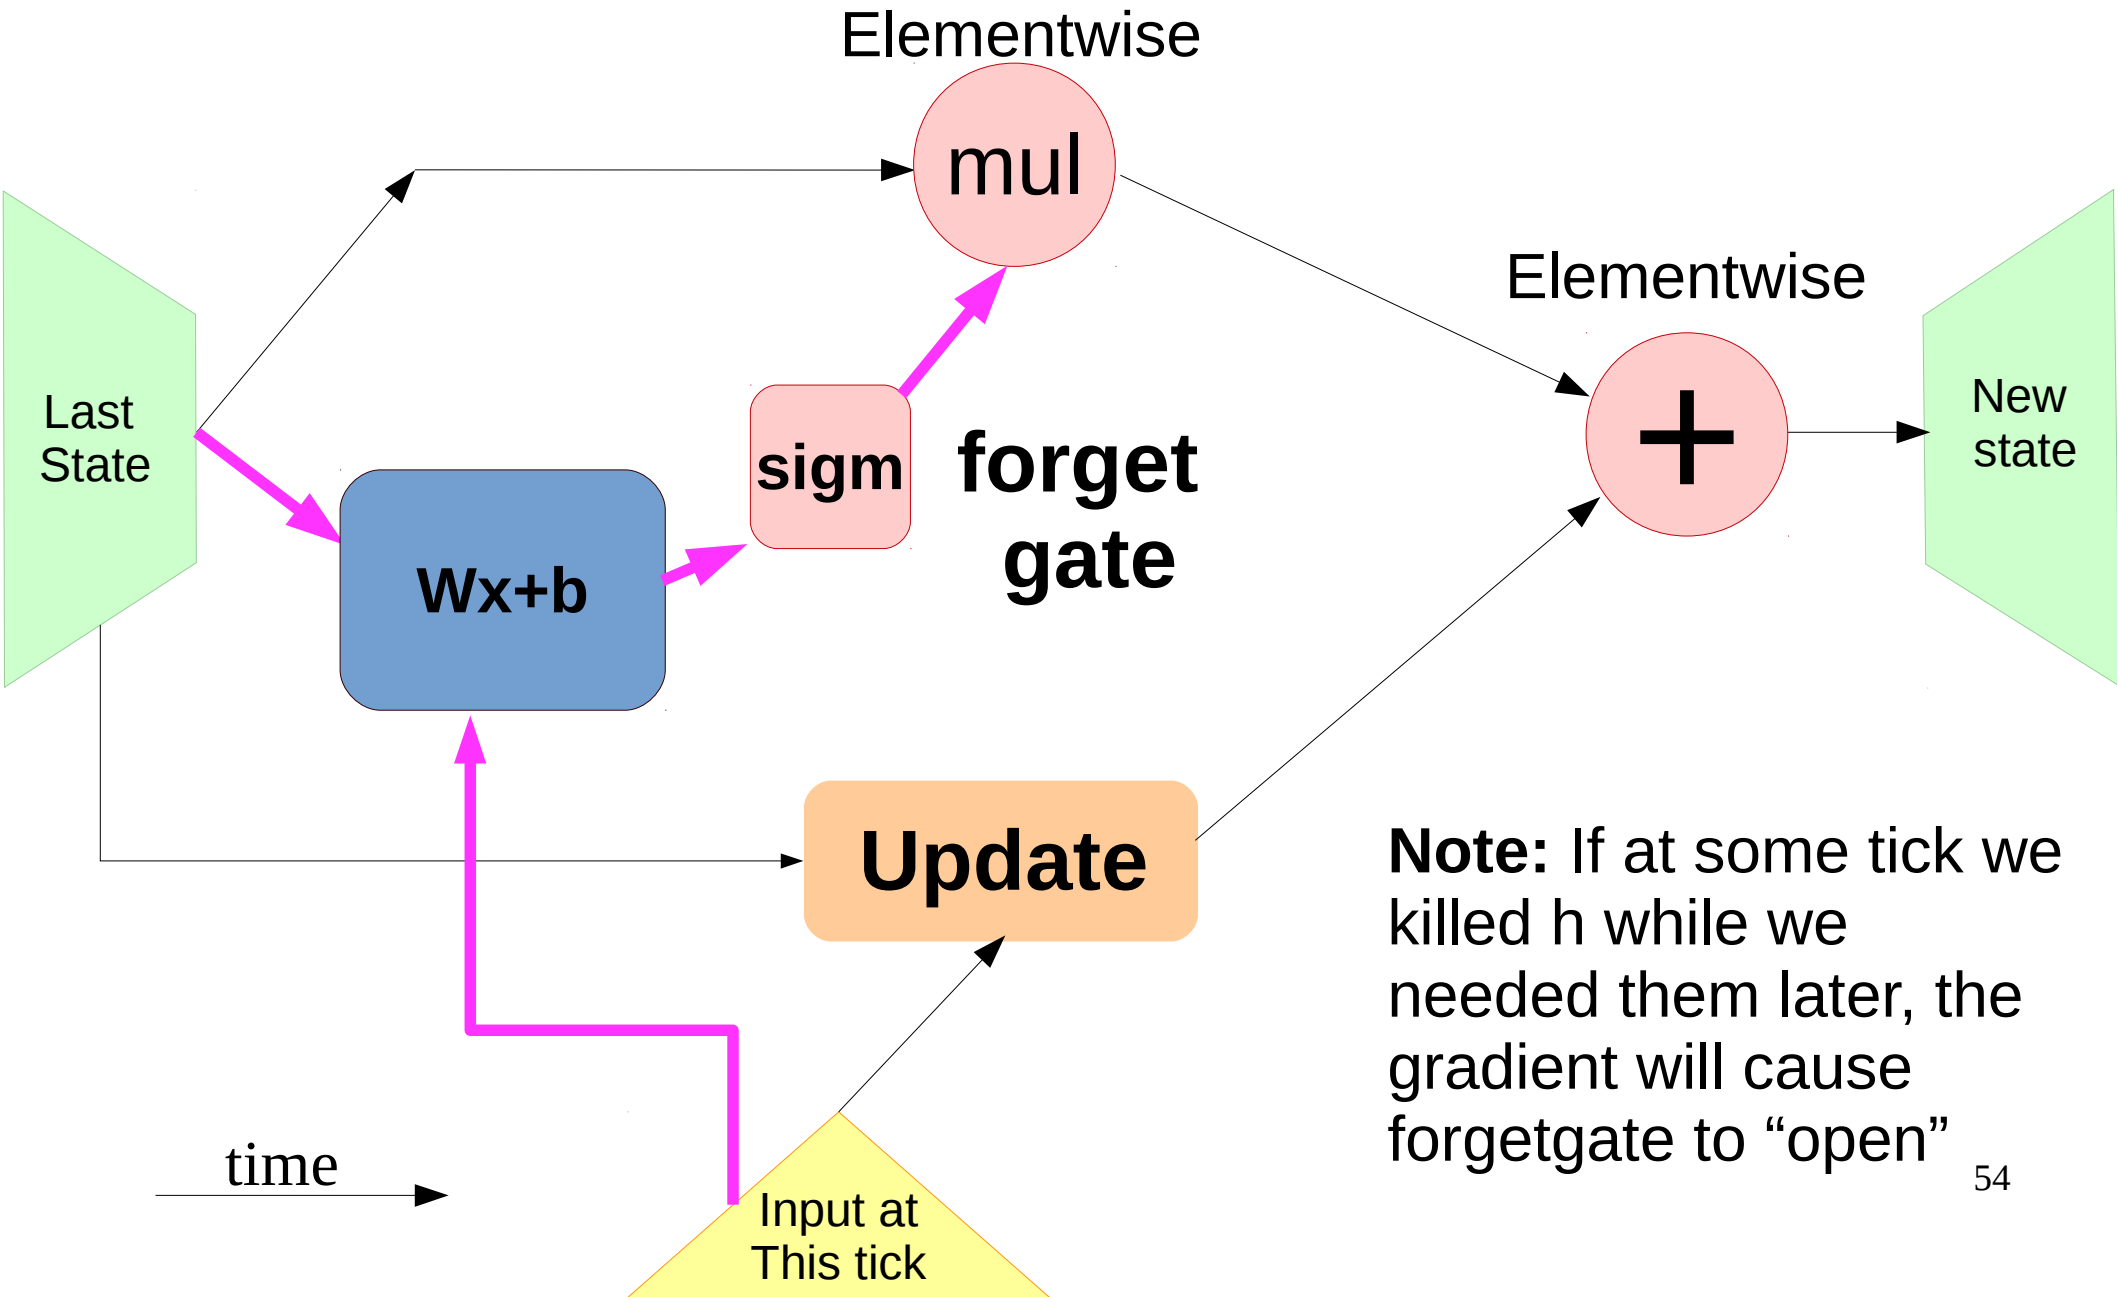 Elementwise
mul
Elementwise
+
Last
State
New
state
sigm
forget
gate
Wx+b
Update
Note: If at some tick we
killed h while we
needed them later, the
gradient will cause
forgetgate to “open”
time
54
Input at
This tick